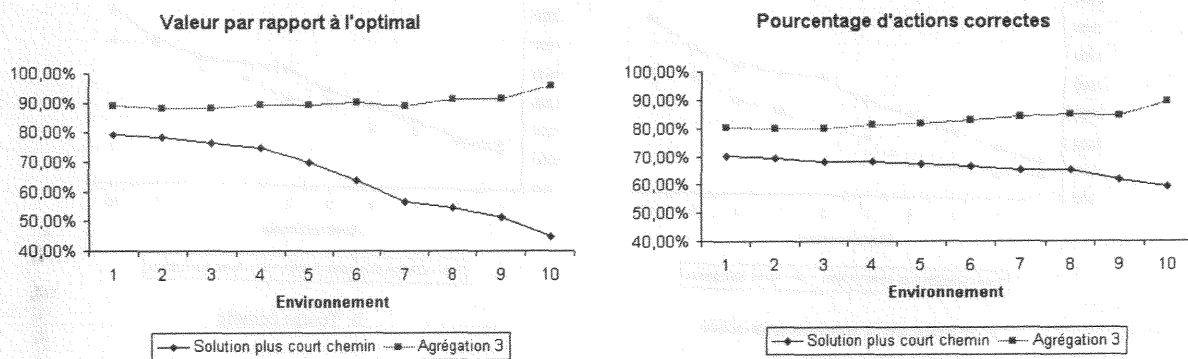 Valeur par rapport à l'optimal
100,00%
90,00%
80,00%
70,00%
60,00%
50,00%
40,00%
1 2 3 4 5 6 7 8 9 10
Environnement
Solution plus court chemin Agrégation 3
Pourcentage d'actions correctes
100,00%
90,00%
80,00%
70,00%
60,00%
50,00%
40,00%
1 2 3 4 5 6 7 8 9 10
Environnement
Solution plus court chemin Agrégation 3